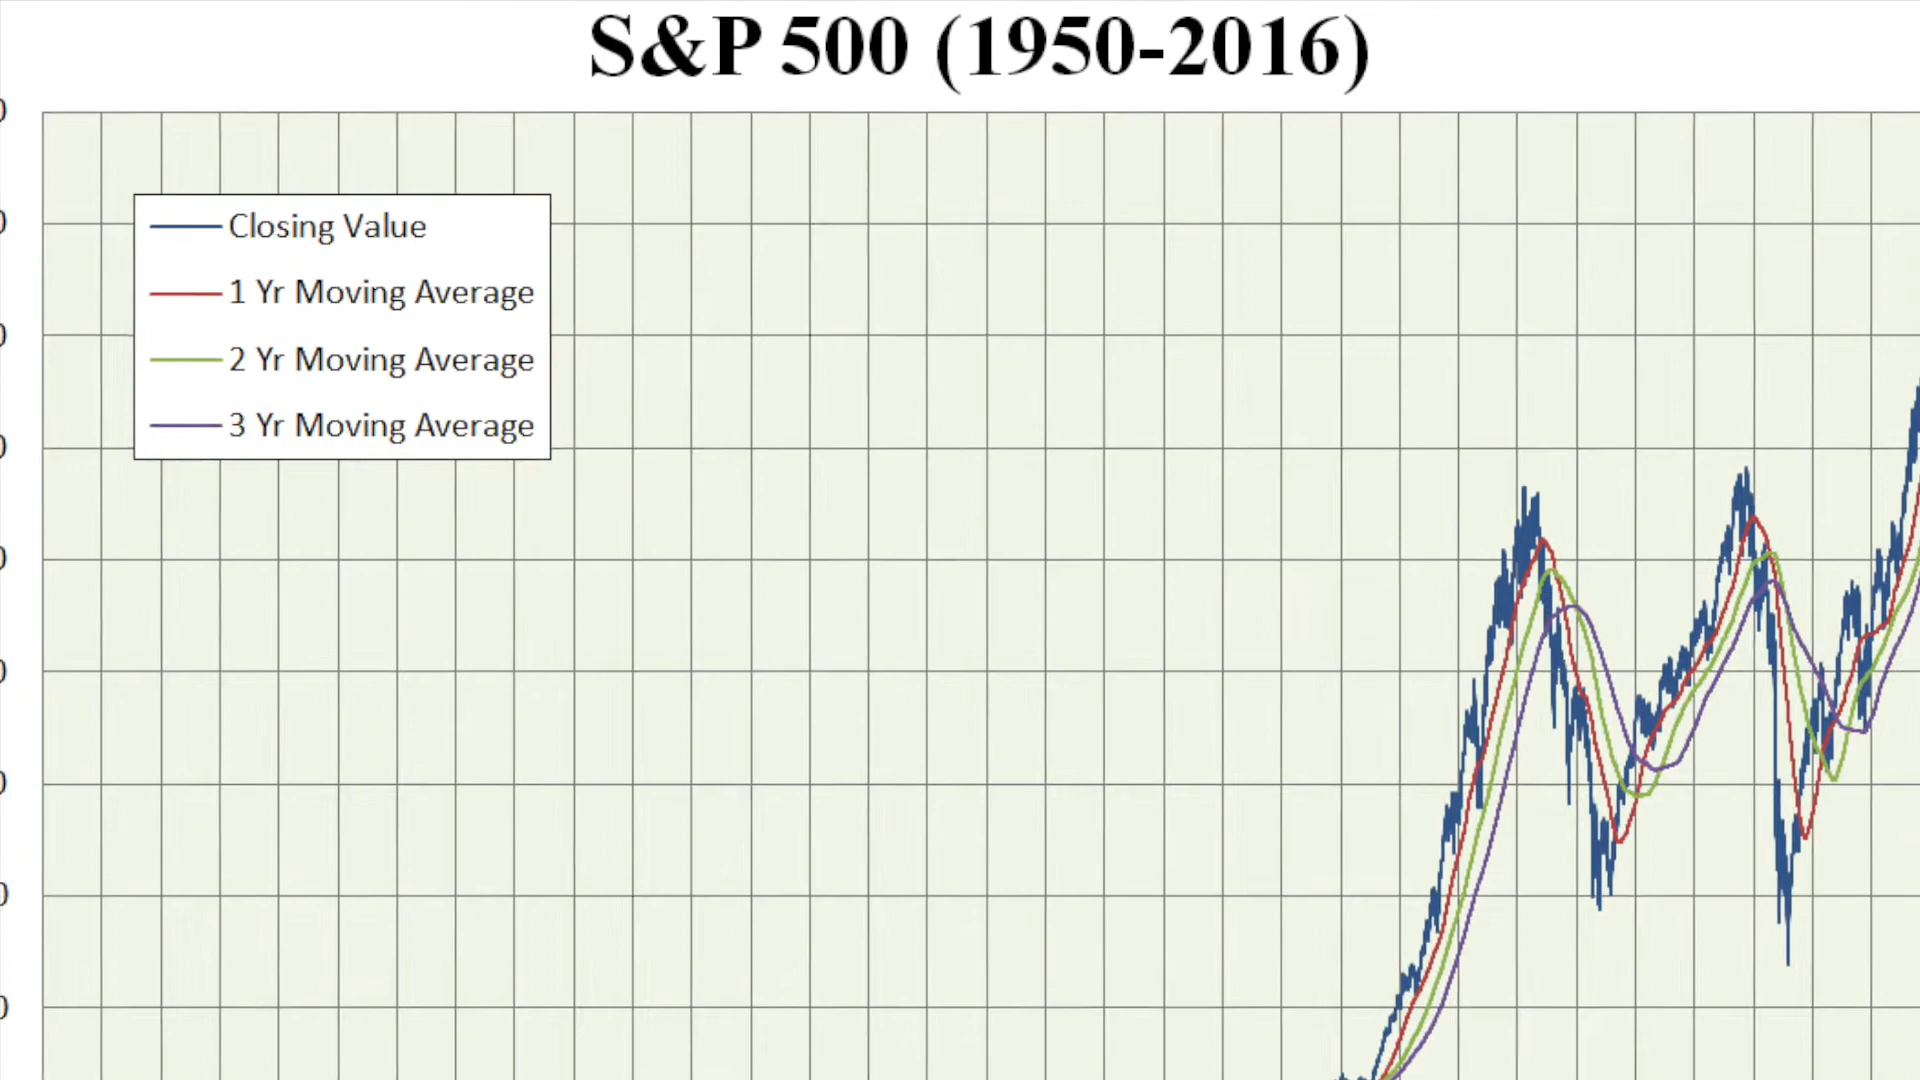 S&P 500 (1950-2016)
Closing Value
1 Yr Moving Average
2 Yr Moving Average
3 Yr Moving Average